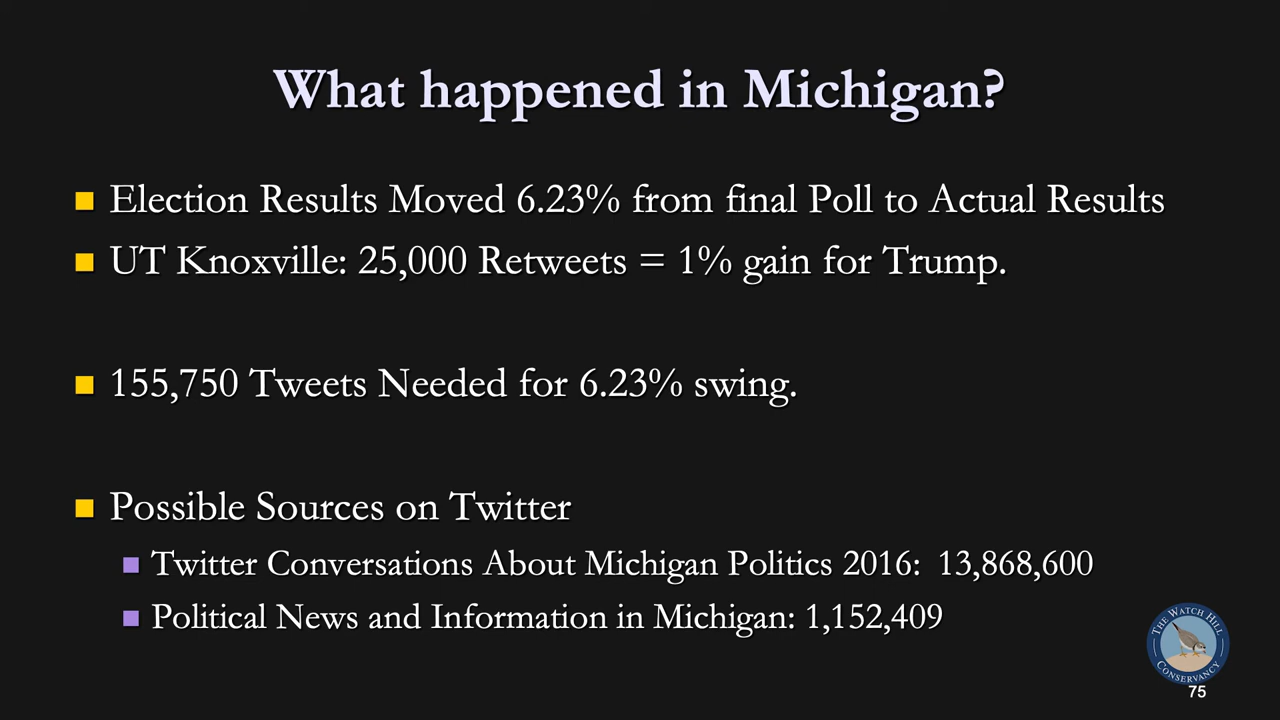 What happened in Michigan?
Election Results Moved 6.23% from final Poll to Actual Results
UT Knoxville: 25,000 Retweets = 1% gain for Trump.
155,750 Tweets Needed for 6.23% swing.
Possible Sources on Twitter
Twitter Conversations About Michigan Politics 2016: 13,868,600
Political News and Information in Michigan: 1,152,409
THE WATCH HILL
CONSERVANCY
75